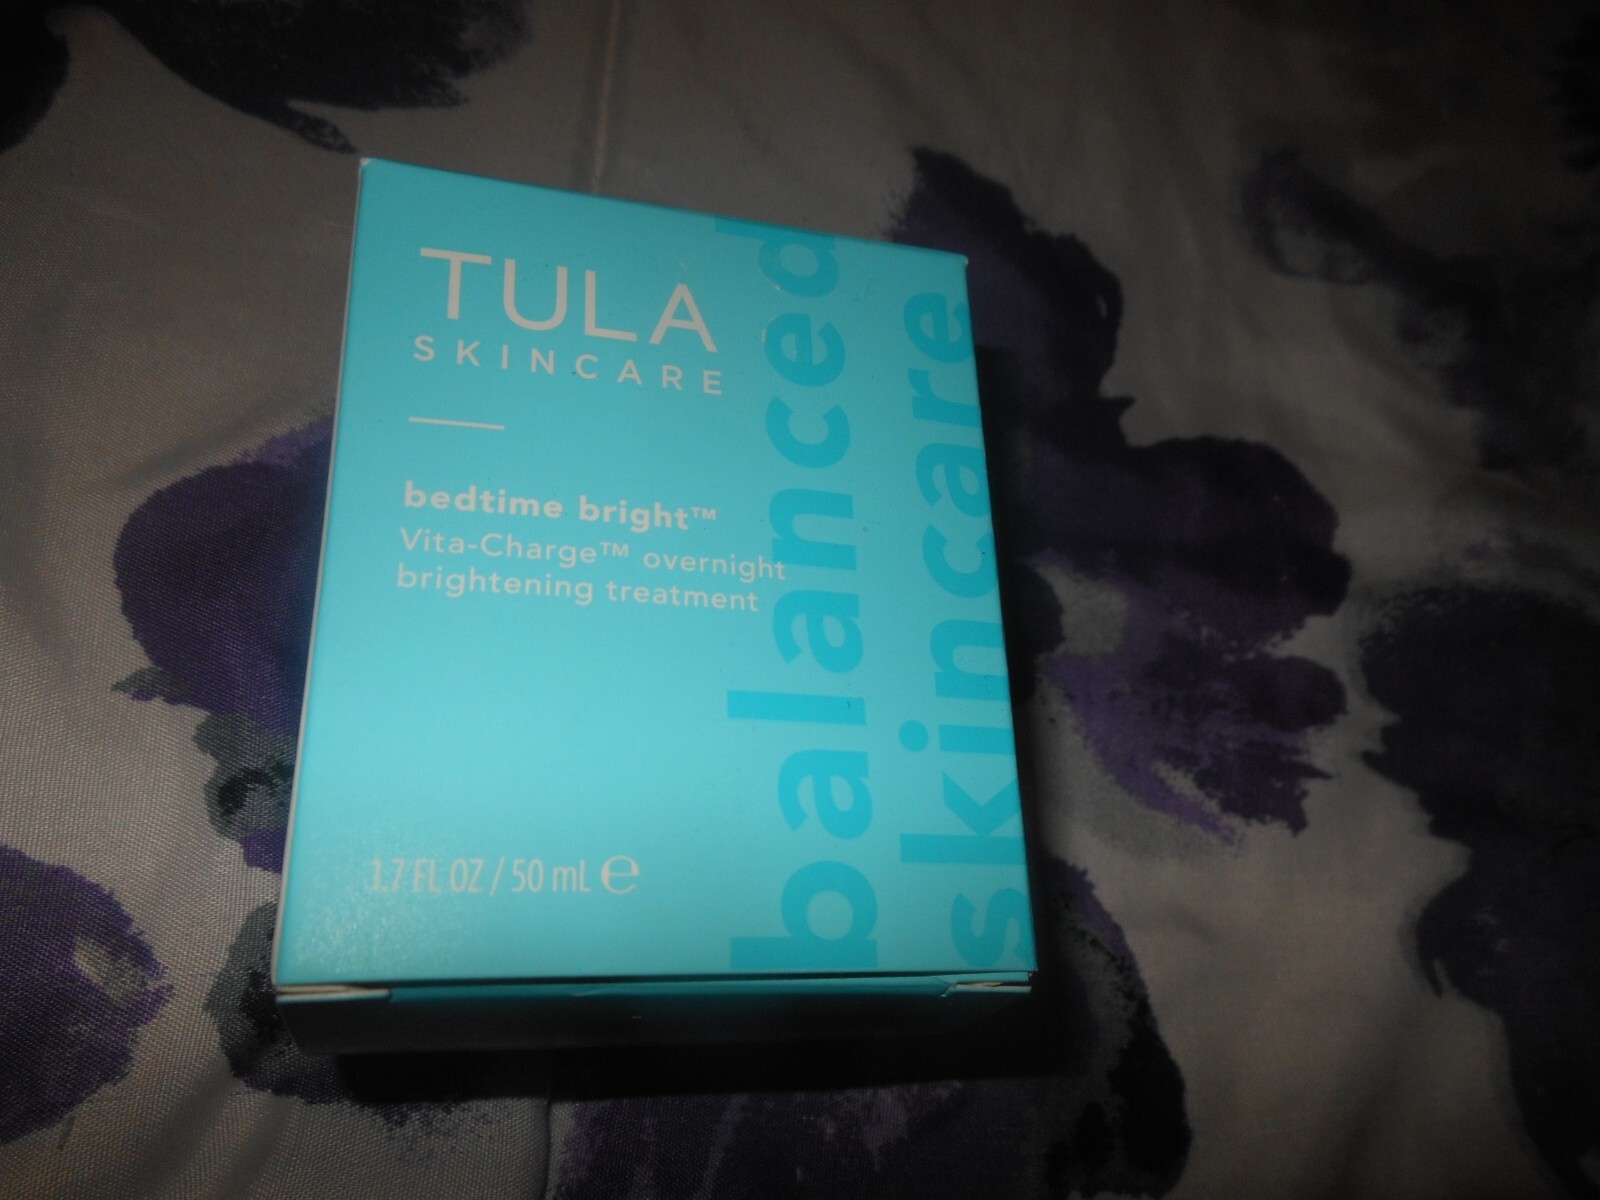 TULA
SKINCARE
bedtime bright™
Vita-Charge™ overnight
brightening treatment
1.7 FL OZ / 50 mL ℮
balanced
skincare